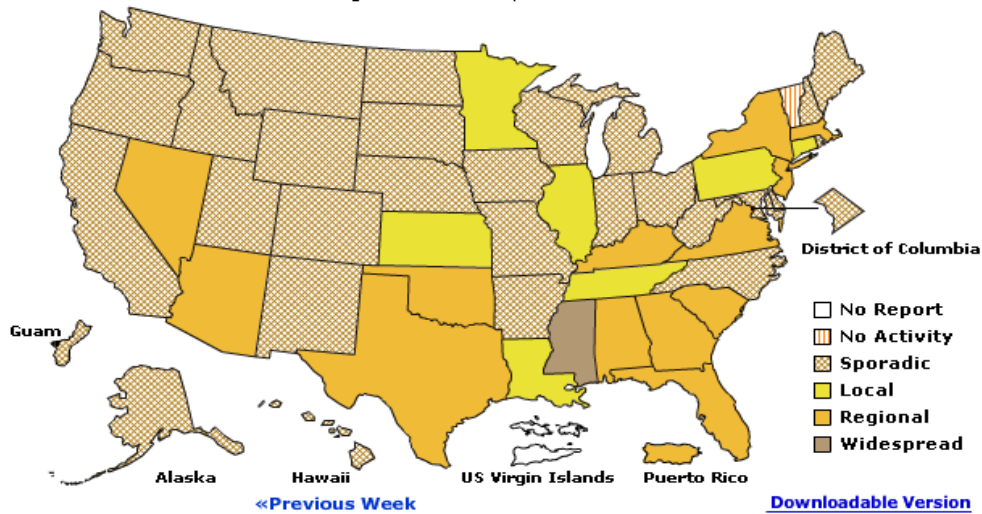 District of Columbia
Guam
No Report
No Activity
Sporadic
Local
Regional
Widespread
Alaska
Hawaii
US Virgin Islands
Puerto Rico
«Previous Week
Downloadable Version